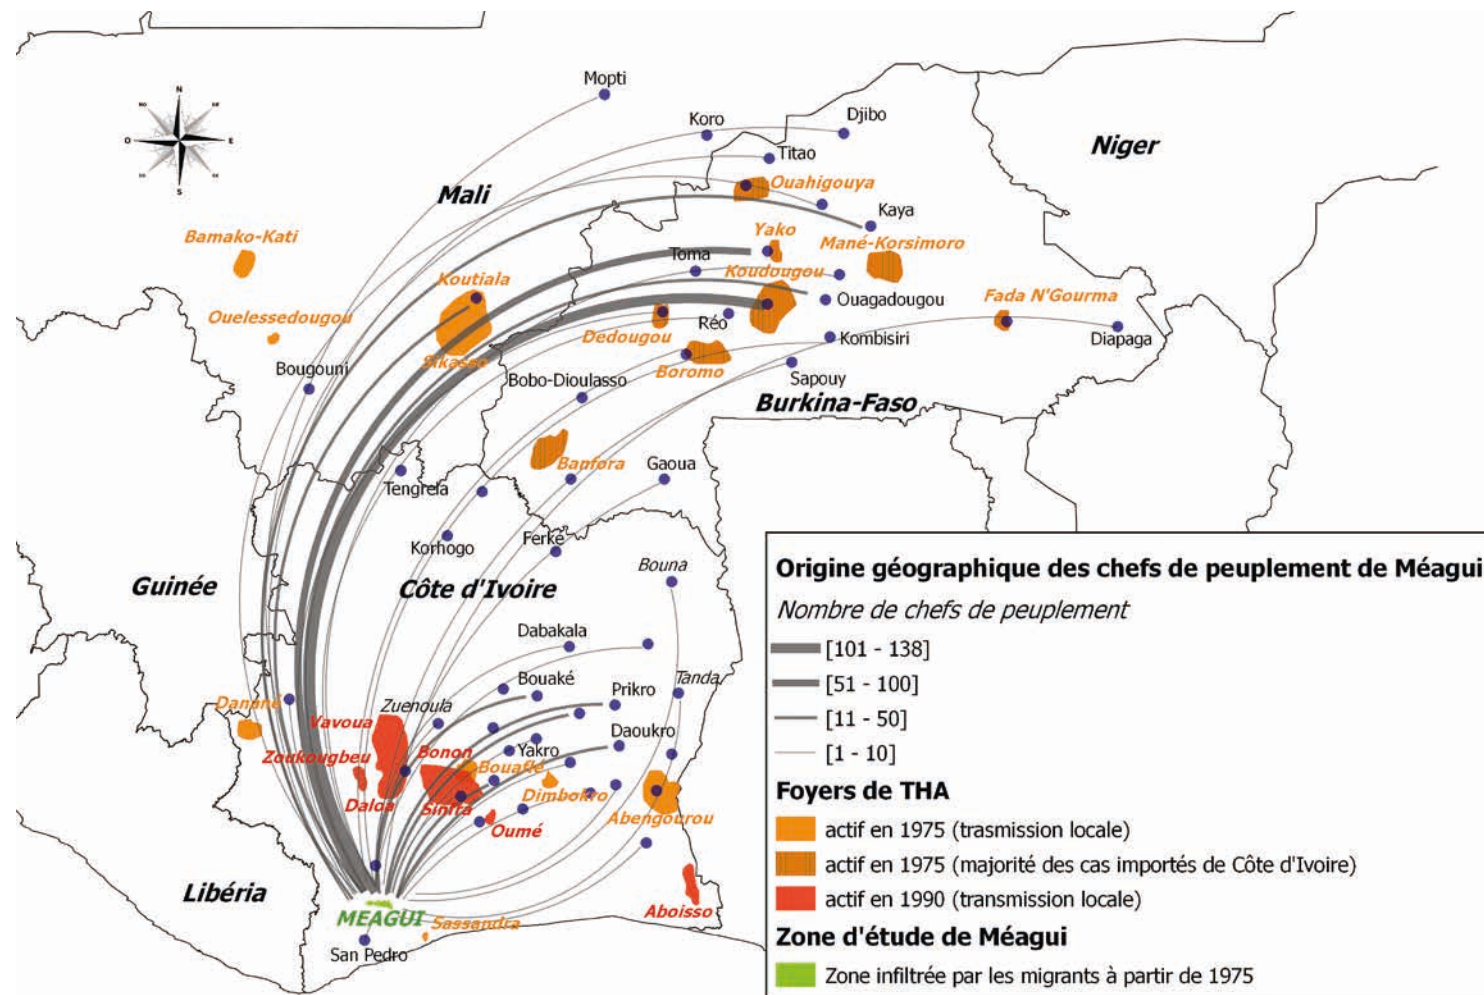 Mopti
Djibo
Koro
N
NO
NE
O
E
SO
SE
S
Niger
Titao
Mali
Ouahigouya
Kaya
Bamako-Kati
Yako
Mané-Korsimoro
Toma
Koudougou
Koutiala
Ouagadougou
Fada N'Gourma
Ouelessedougou
Dedougou
Réo
Kombisiri
Diapaga
Sikasso
Bougouni
Boromo
Sapouy
Bobo-Dioulasso
Burkina-Faso
Banfora
Gaoua
Tengrela
Korhogo
Ferké
Bouna
Guinée
Côte d'Ivoire
Dabakala
Bouaké
Tanda
Prikro
Danané
Zuenoula
Vavoua
Daoukro
Zoukougbeu
Bonon
Yakro
Bouaflé
Daloa
Sinfra
Dimbokro
Abengourou
Oumé
Libéria
MEAGUI
Sassandra
Aboisso
San Pedro
Origine géographique des chefs de peuplement de Méagui
Nombre de chefs de peuplement
[101 - 138]
[51 - 100]
[11 - 50]
[1 - 10]
Foyers de THA
actif en 1975 (trasmission locale)
actif en 1975 (majorité des cas importés de Côte d'Ivoire)
actif en 1990 (transmission locale)
Zone d'étude de Méagui
Zone infiltrée par les migrants à partir de 1975